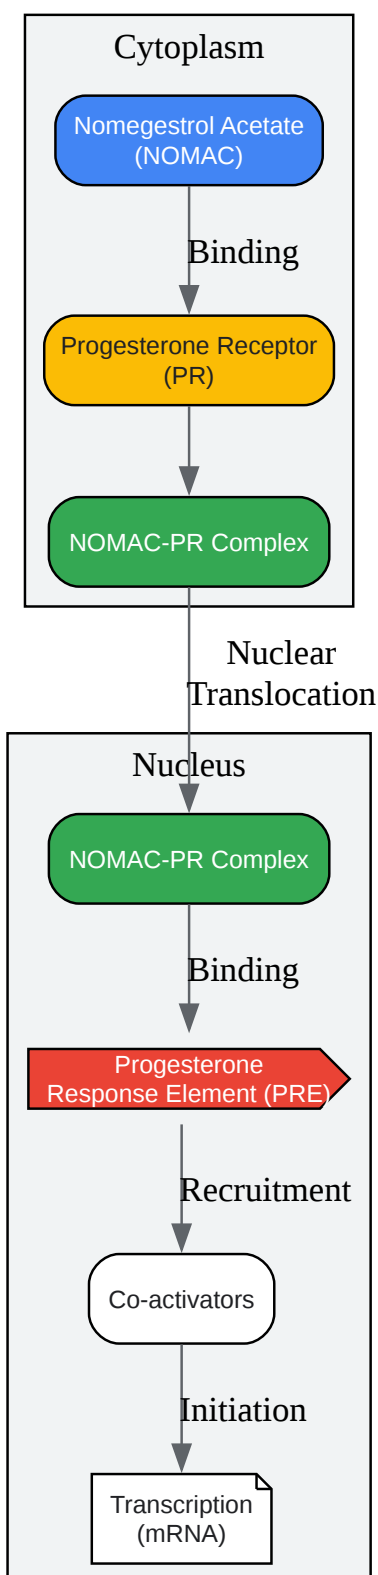 Cytoplasm
Nomegestrol Acetate
(NOMAC)
Binding
Progesterone Receptor
(PR)
NOMAC-PR Complex
Nuclear
Translocation
Nucleus
NOMAC-PR Complex
Binding
Progesterone
Response Element (PRE)
Recruitment
Co-activators
Initiation
Transcription
(mRNA)